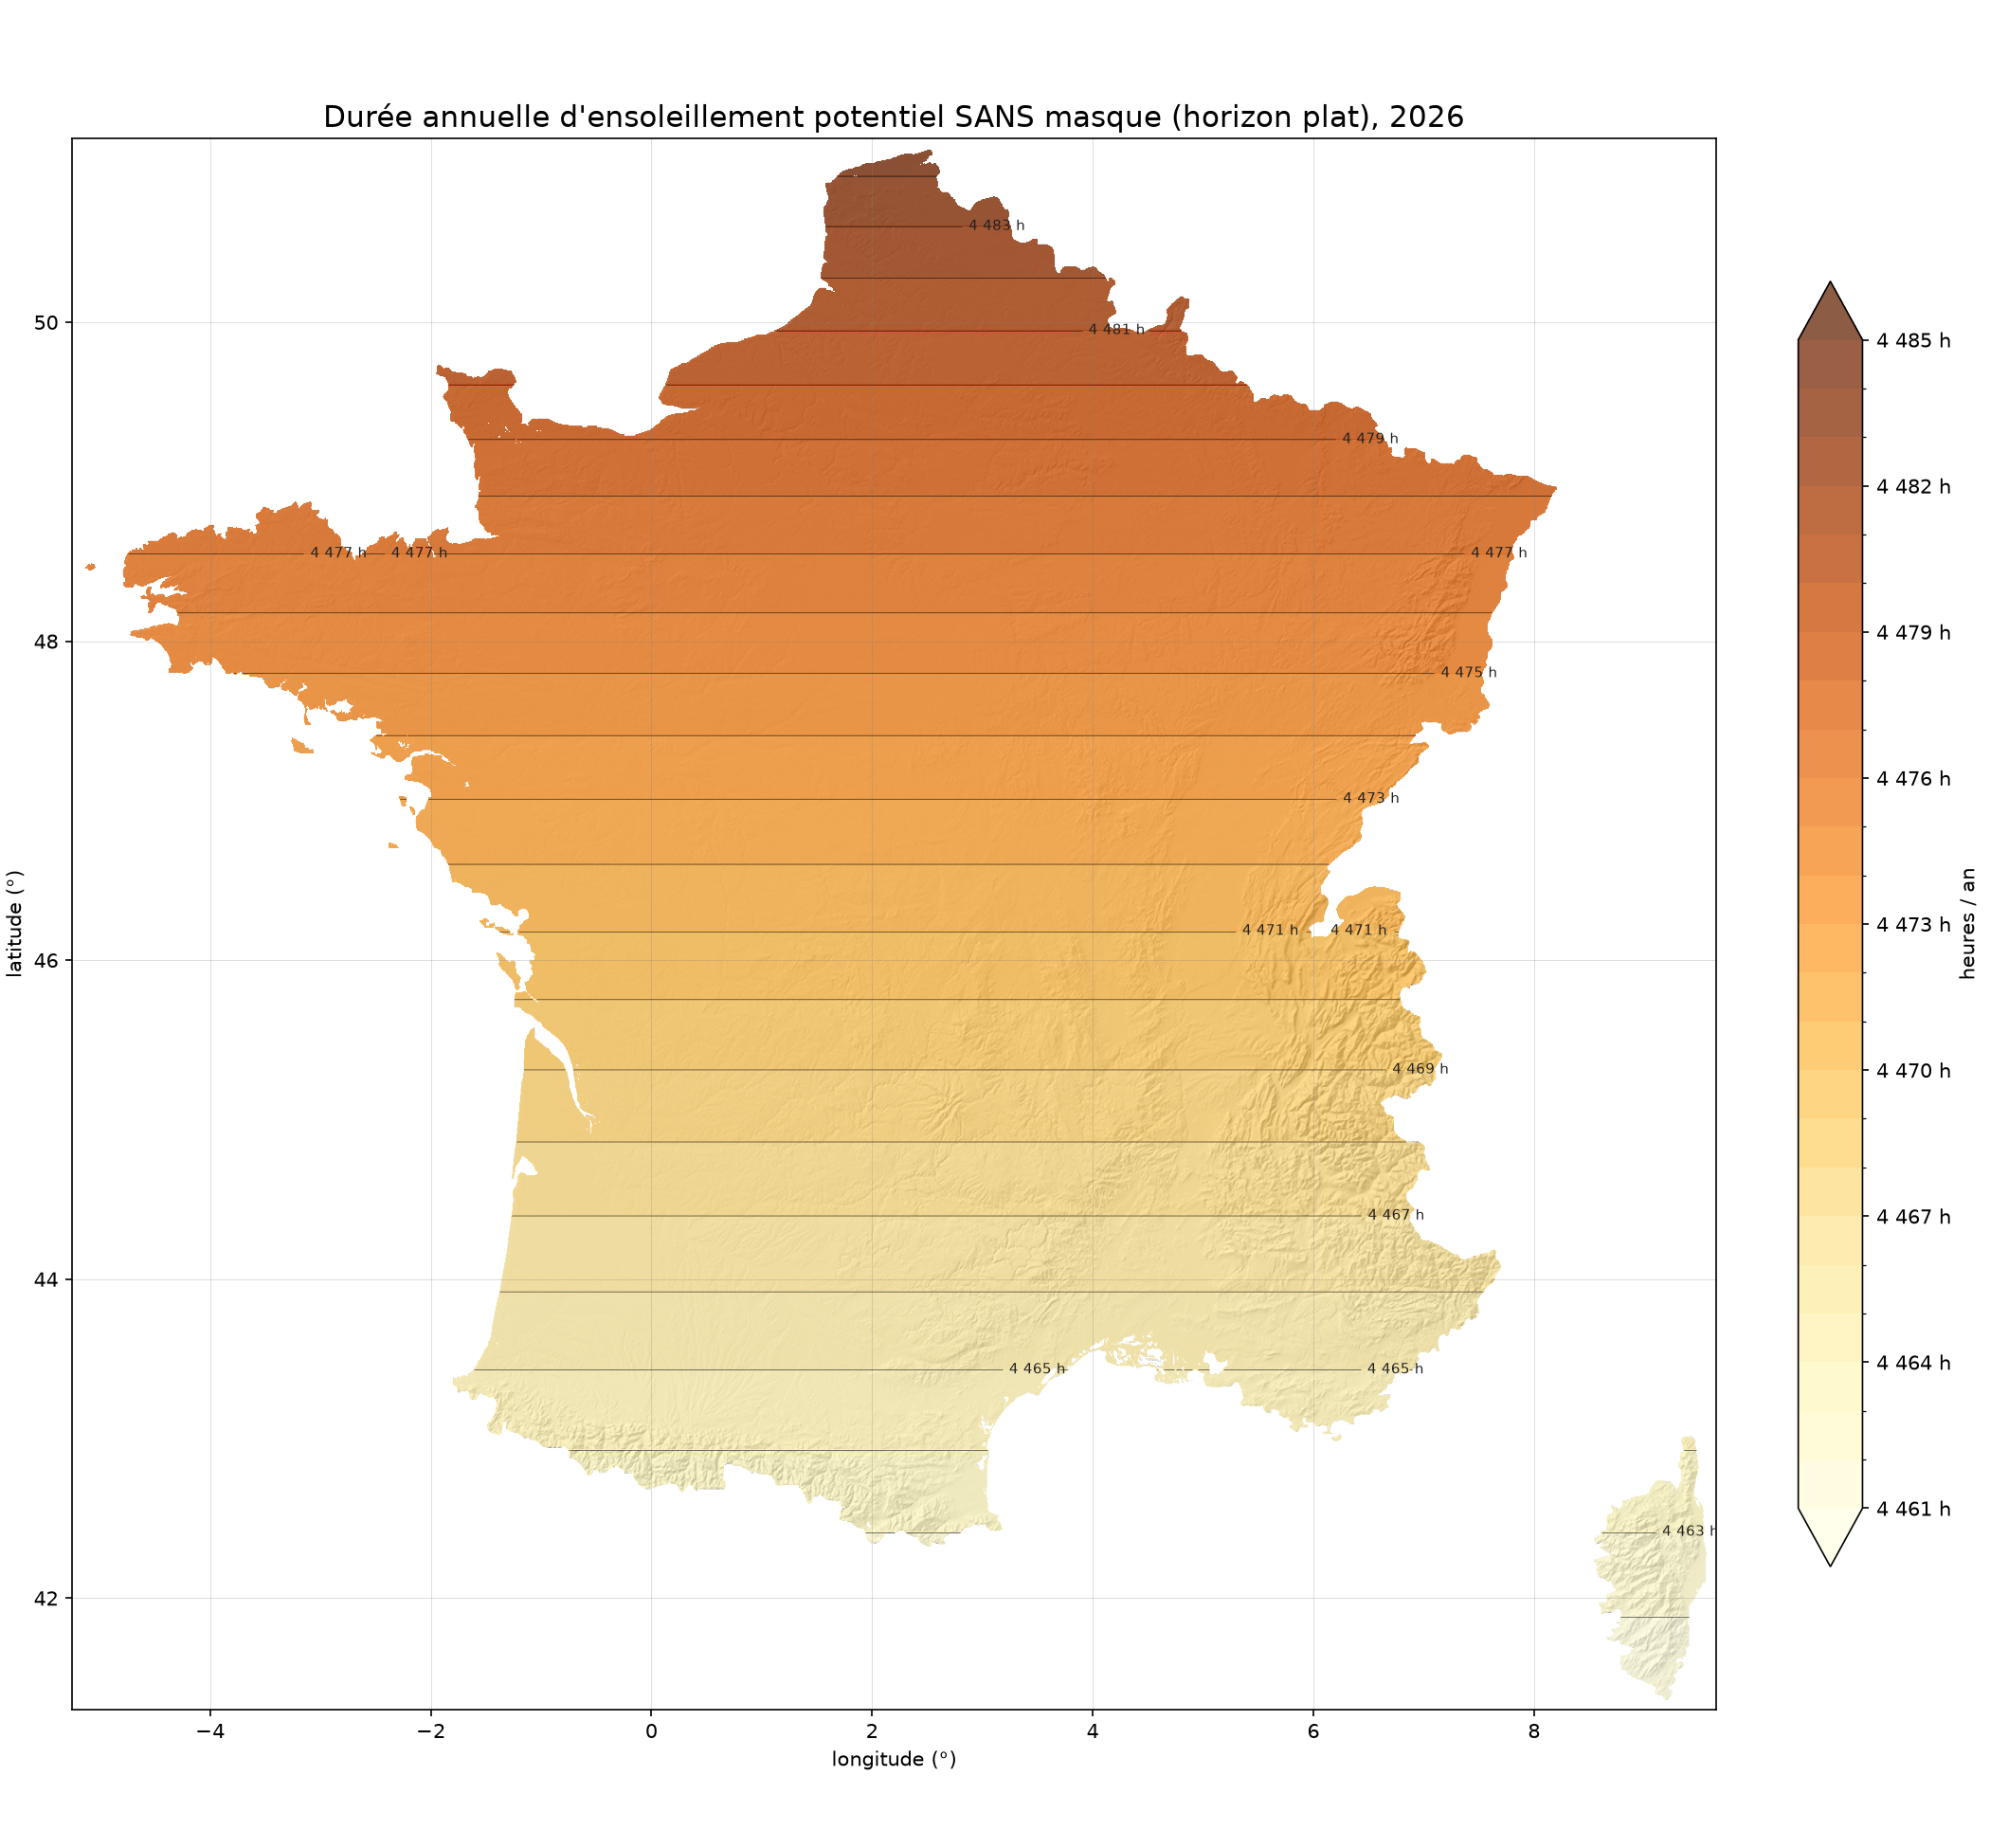 Durée annuelle d'ensoleillement potentiel SANS masque (horizon plat), 2026
4 483 h
50
4 485 h
4 481 h
4 479 h
4 482 h
4 477 h 4 477 h 4 477 h
4 479 h
48
4 475 h
4 476 h
4 473 h
4 473 h
heures / an
latitude (°)
4 471 h 4 471 h
46
4 469 h
4 470 h
4 467 h
4 467 h
44
4 465 h 4 465 h
4 464 h
4 463 h
4 461 h
42
−4 −2 0 2 4 6 8
longitude (°)